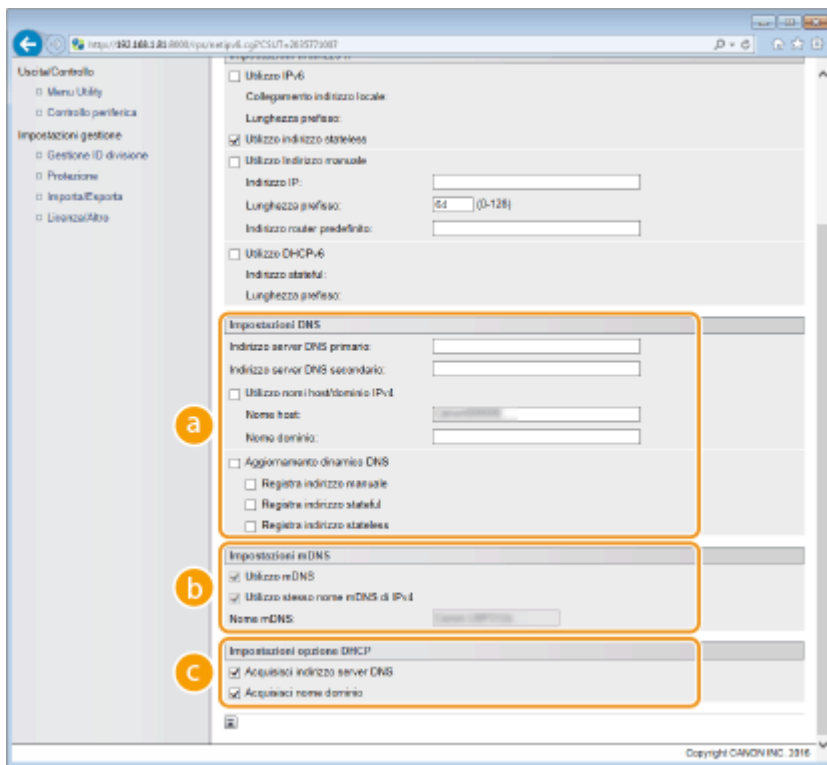 Uscita/Controllo
Menu Utility
Controllo periferica
Impostazioni gestione
Gestione ID divisione
Protezione
Importa/Esporta
Licenza/Altro
Utilizzo IPv6
Collegamento indirizzo locale:
Lunghezza prefisso:
Utilizzo indirizzo stateless
Utilizzo Indirizzo manuale
Indirizzo IP:
Lunghezza prefisso: 64 (0-128)
Indirizzo router predefinito:
Utilizzo DHCPv6
Indirizzo stateful:
Lunghezza prefisso:
a
Impostazioni DNS
Indirizzo server DNS primario:
Indirizzo server DNS secondario:
Utilizzo nomi host/dominio IPv4
Nome host:
Nome dominio:
Aggiornamento dinamico DNS
Registra indirizzo manuale
Registra indirizzo stateful
Registra indirizzo stateless
b
Impostazioni mDNS
Utilizzo mDNS
Utilizzo stesso nome mDNS di IPv4
Nome mDNS:
c
Impostazioni opzione DHCP
Acquisisci indirizzo server DNS
Acquisisci nome dominio
Copyright CANON INC. 2016